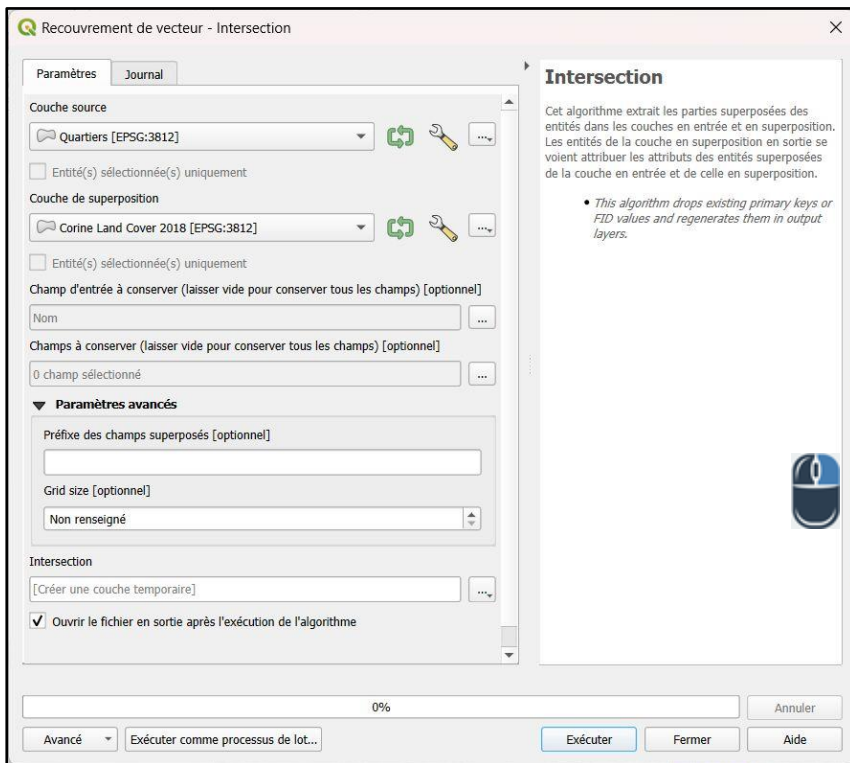 Recouvrement de vecteur - Intersection
Paramètres
Journal
Couche source
Quartiers [EPSG:3812]
...
Entité(s) sélectionnée(s) uniquement
Couche de superposition
Corine Land Cover 2018 [EPSG:3812]
...
Entité(s) sélectionnée(s) uniquement
Champ d'entrée à conserver (laisser vide pour conserver tous les champs) [optionnel]
Nom
...
Champs à conserver (laisser vide pour conserver tous les champs) [optionnel]
0 champ sélectionné
...
Paramètres avancés
Préfixe des champs superposés [optionnel]
Grid size [optionnel]
Non renseigné
Intersection
[Créer une couche temporaire]
...
Ouvrir le fichier en sortie après l'exécution de l'algorithme
Intersection
Cet algorithme extrait les parties superposées des
entités dans les couches en entrée et en superposition.
Les entités de la couche en superposition en sortie se
voient attribuer les attributs des entités superposées
de la couche en entrée et de celle en superposition.
• This algorithm drops existing primary keys or
FID values and regenerates them in output
layers.
0%
Annuler
Avancé
Exécuter comme processus de lot...
Exécuter
Fermer
Aide